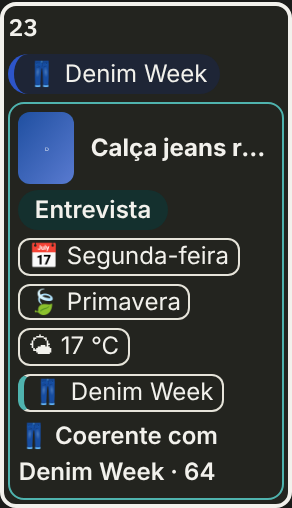 23
👖 Denim Week
Calça jeans r...
Entrevista
📅 Segunda-feira
🍃 Primavera
🌤 17 °C
👖 Denim Week
👖 Coerente com
Denim Week · 64